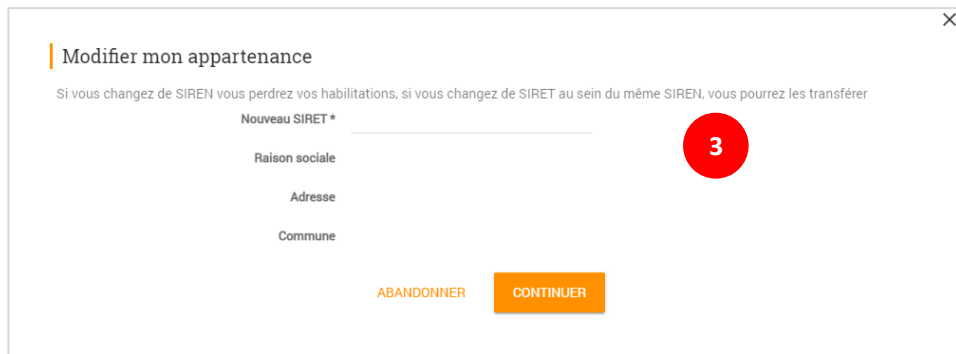 Modifier mon appartenance
Si vous changez de SIREN vous perdrez vos habilitations, si vous changez de SIRET au sein du même SIREN, vous pourrez les transférer
Nouveau SIRET *
3
Raison sociale
Adresse
Commune
ABANDONNER CONTINUER